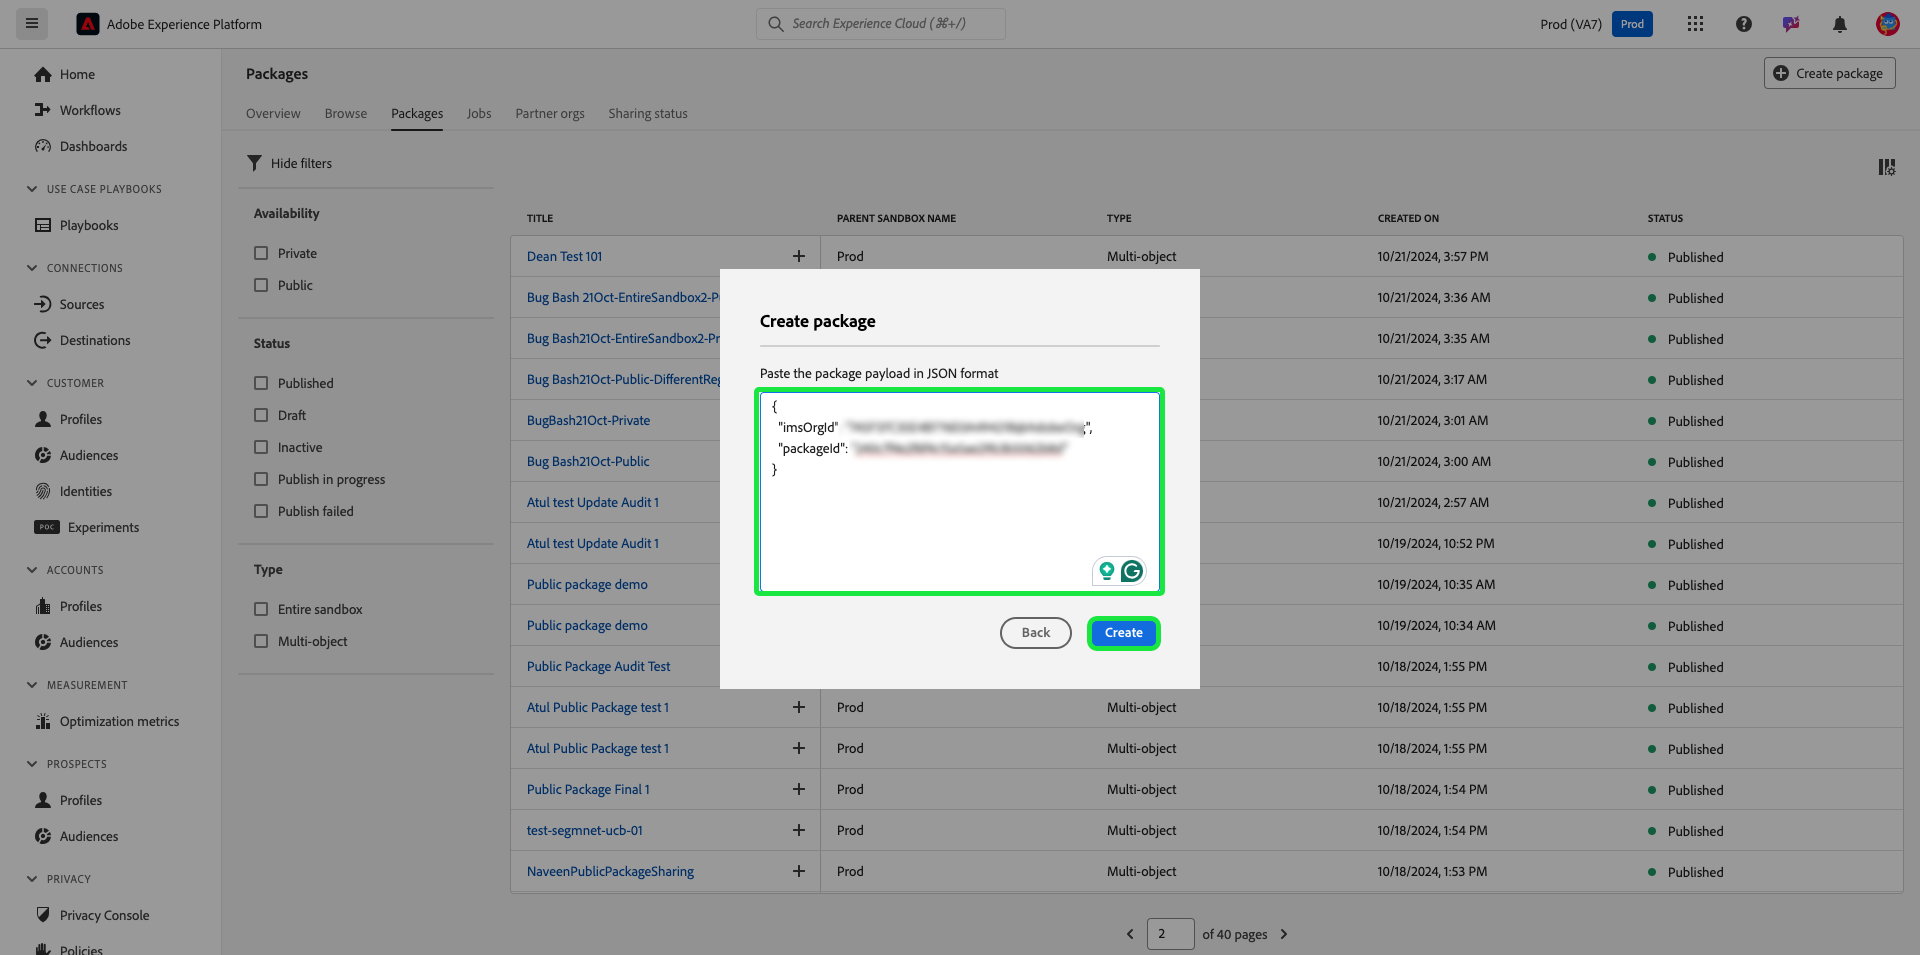 Adobe Experience Platform
Search Experience Cloud (⌘+/)
Prod (VA7)
Prod
Home
Workflows
Dashboards
USE CASE PLAYBOOKS
Playbooks
CONNECTIONS
Sources
Destinations
CUSTOMER
Profiles
Audiences
Identities
POC Experiments
ACCOUNTS
Profiles
Audiences
MEASUREMENT
Optimization metrics
PROSPECTS
Profiles
Audiences
PRIVACY
Privacy Console
Policies
Packages
Create package
Overview
Browse
Packages
Jobs
Partner orgs
Sharing status
Hide filters
Availability
Private
Public
Status
Published
Draft
Inactive
Publish in progress
Publish failed
Type
Entire sandbox
Multi-object
TITLE PARENT SANDBOX NAME TYPE CREATED ON STATUS
Dean Test 101 Prod Multi-object 10/21/2024, 3:57 PM Published
Bug Bash 21Oct-EntireSandbox2-P 10/21/2024, 3:36 AM Published
Bug Bash21Oct-EntireSandbox2-Pr 10/21/2024, 3:35 AM Published
Bug Bash21Oct-Public-DifferentReg 10/21/2024, 3:17 AM Published
BugBash21Oct-Private 10/21/2024, 3:01 AM Published
Bug Bash21Oct-Public 10/21/2024, 3:00 AM Published
Atul test Update Audit 1 10/21/2024, 2:57 AM Published
Atul test Update Audit 1 10/19/2024, 10:52 PM Published
Public package demo 10/19/2024, 10:35 AM Published
Public package demo 10/19/2024, 10:34 AM Published
Public Package Audit Test 10/18/2024, 1:55 PM Published
Atul Public Package test 1 Prod Multi-object 10/18/2024, 1:55 PM Published
Atul Public Package test 1 Prod Multi-object 10/18/2024, 1:55 PM Published
Public Package Final 1 Prod Multi-object 10/18/2024, 1:54 PM Published
test-segmnet-ucb-01 Prod Multi-object 10/18/2024, 1:54 PM Published
NaveenPublicPackageSharing Prod Multi-object 10/18/2024, 1:53 PM Published
2 of 40 pages
Create package
Paste the package payload in JSON format
{
"imsOrgId" ",
"packageId":
}
Back
Create